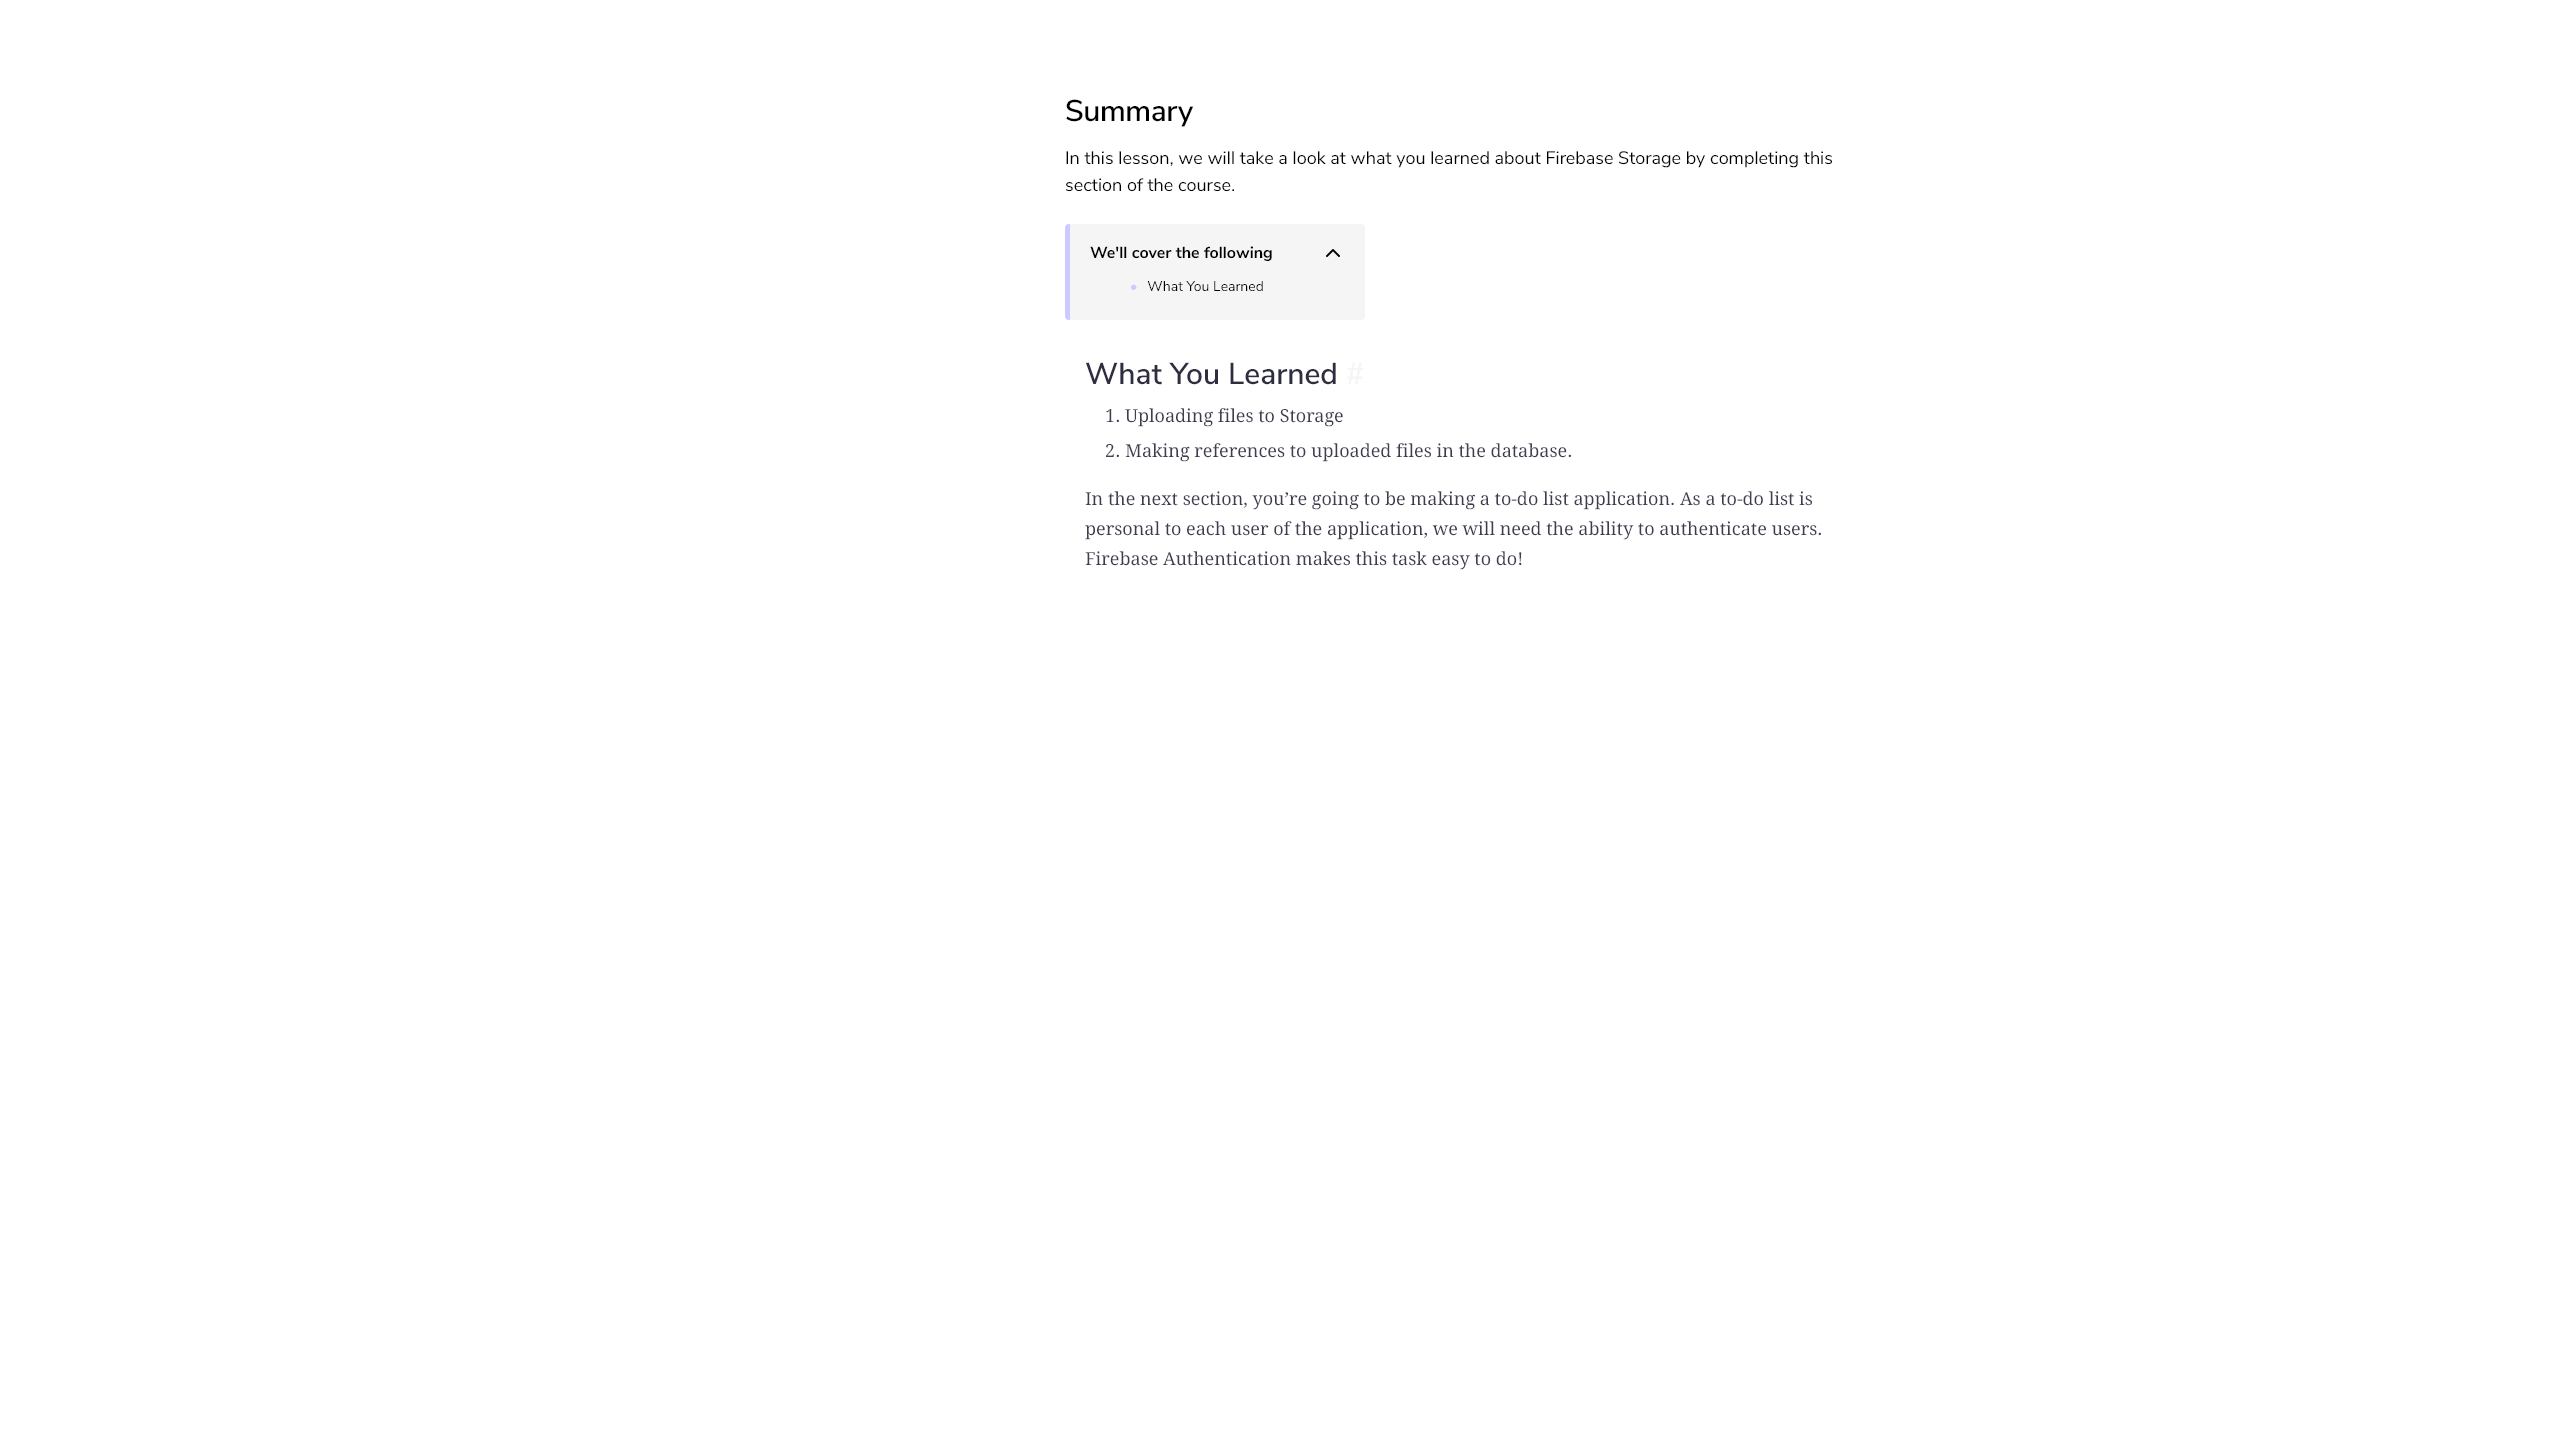 Summary
In this lesson, we will take a look at what you learned about Firebase Storage by completing this
section of the course.
We'll cover the following
What You Learned
What You Learned #
1. Uploading files to Storage
2. Making references to uploaded files in the database.
In the next section, you’re going to be making a to-do list application. As a to-do list is
personal to each user of the application, we will need the ability to authenticate users.
Firebase Authentication makes this task easy to do!